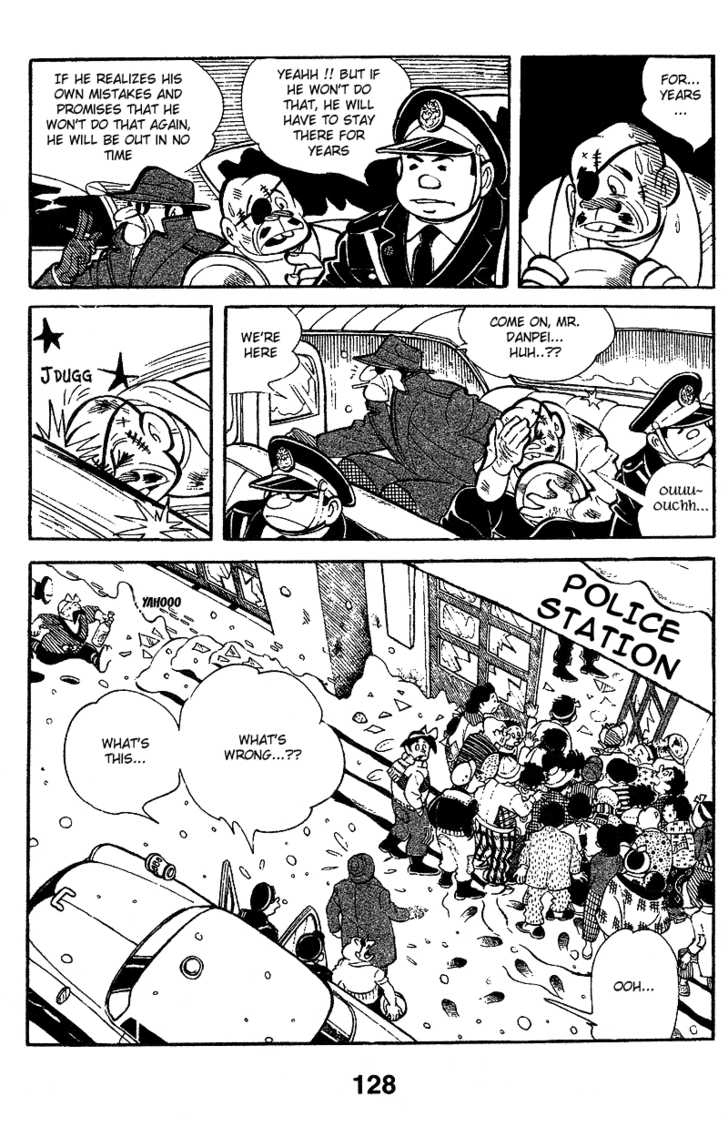 IF HE REALIZES HIS
OWN MISTAKES AND
PROMISES THAT HE
WON'T DO THAT AGAIN,
HE WILL BE OUT IN NO
TIME
YEAHH !! BUT IF
HE WON'T DO
THAT, HE WILL
HAVE TO STAY
THERE FOR
YEARS
FOR...
YEARS
...
JDUGG
WE'RE
HERE
COME ON, MR.
DANPEI...
HUH..??
OUUU-
OUCHH...
YAHOOO
POLICE
STATION
WHAT'S
THIS...
WHAT'S
WRONG...??
OOH...
128